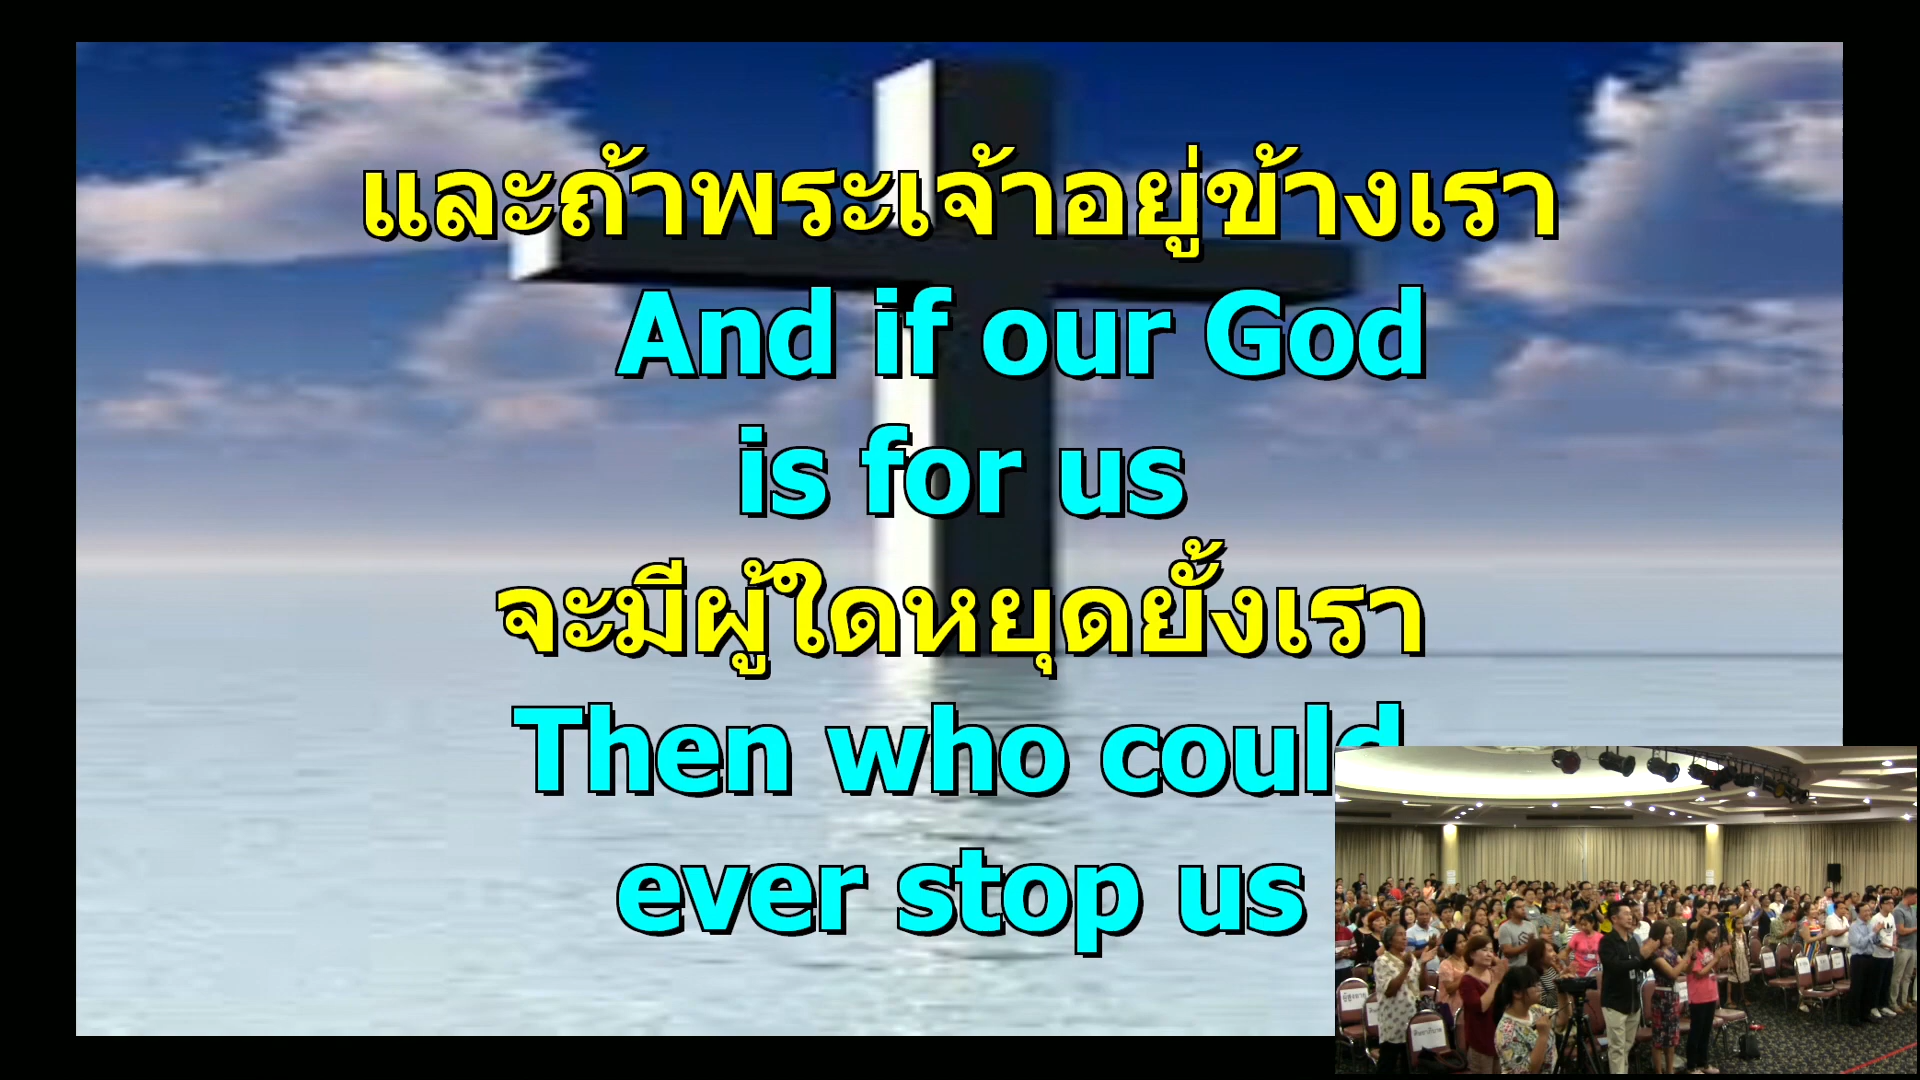 และถ้าพระเจ้าอยู่ข้างเรา
And if our God
is for us
จะมีผู้ใดหยุดยั้งเรา
Then who could
ever stop us